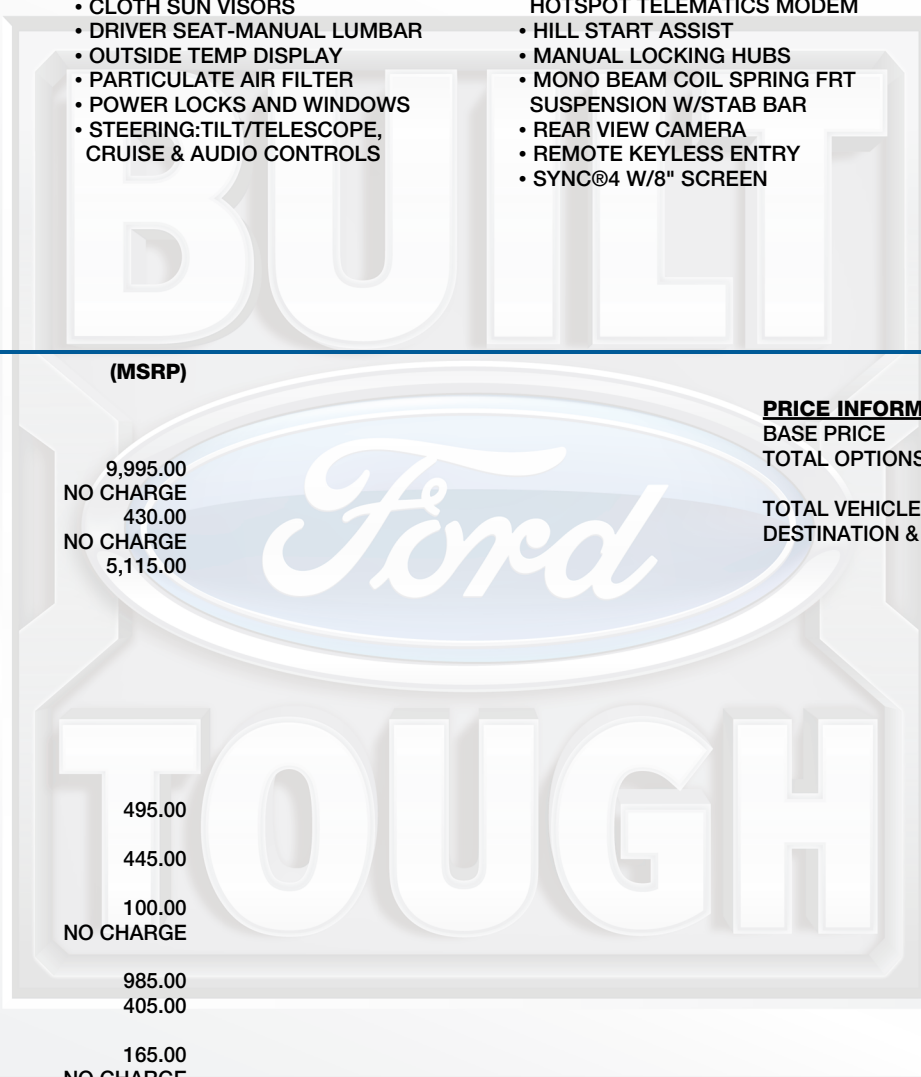 • CLOTH SUN VISORS
• DRIVER SEAT-MANUAL LUMBAR
• OUTSIDE TEMP DISPLAY
• PARTICULATE AIR FILTER
• POWER LOCKS AND WINDOWS
• STEERING:TILT/TELESCOPE,
CRUISE & AUDIO CONTROLS
HOTSPOT TELEMATICS MODEM
• HILL START ASSIST
• MANUAL LOCKING HUBS
• MONO BEAM COIL SPRING FRT
SUSPENSION W/STAB BAR
• REAR VIEW CAMERA
• REMOTE KEYLESS ENTRY
• SYNC®4 W/8" SCREEN
BUILT
Ford
TOUGH
(MSRP)
9,995.00
NO CHARGE
430.00
NO CHARGE
5,115.00
495.00
445.00
100.00
NO CHARGE
985.00
405.00
165.00
NO CHARGE
PRICE INFORM
BASE PRICE
TOTAL OPTIONS
TOTAL VEHICLE
DESTINATION &